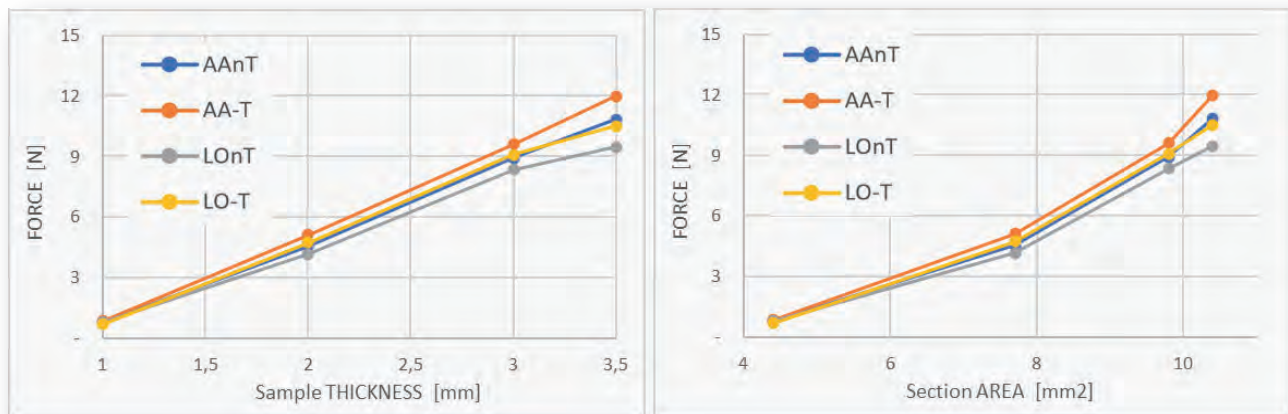 15
12
9
6
3
-
FORCE [N]
AAnT
AA-T
LOnT
LO-T
1 1,5 2 2,5 3 3,5
Sample THICKNESS [mm]
15
12
9
6
3
-
FORCE [N]
AAnT
AA-T
LOnT
LO-T
4 6 8 10
Section AREA [mm2]